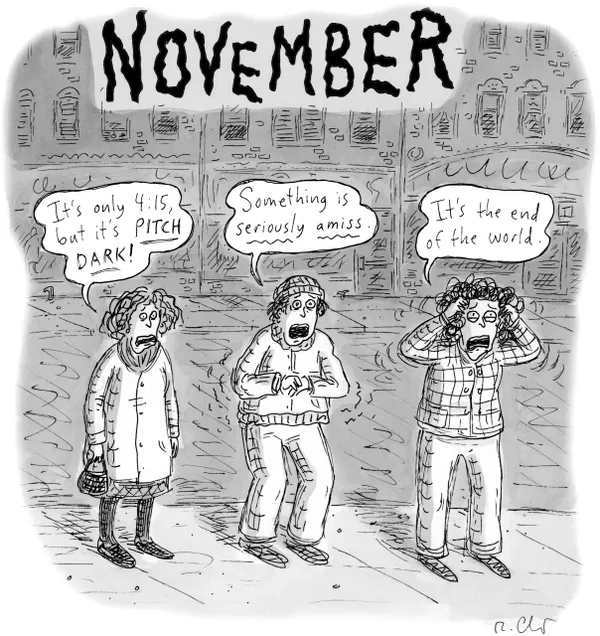 NOVEMBER
It's only 4:15,
but it's PITCH
DARK!
Something is
seriously amiss.
It's the end
of the world.
R. Ch